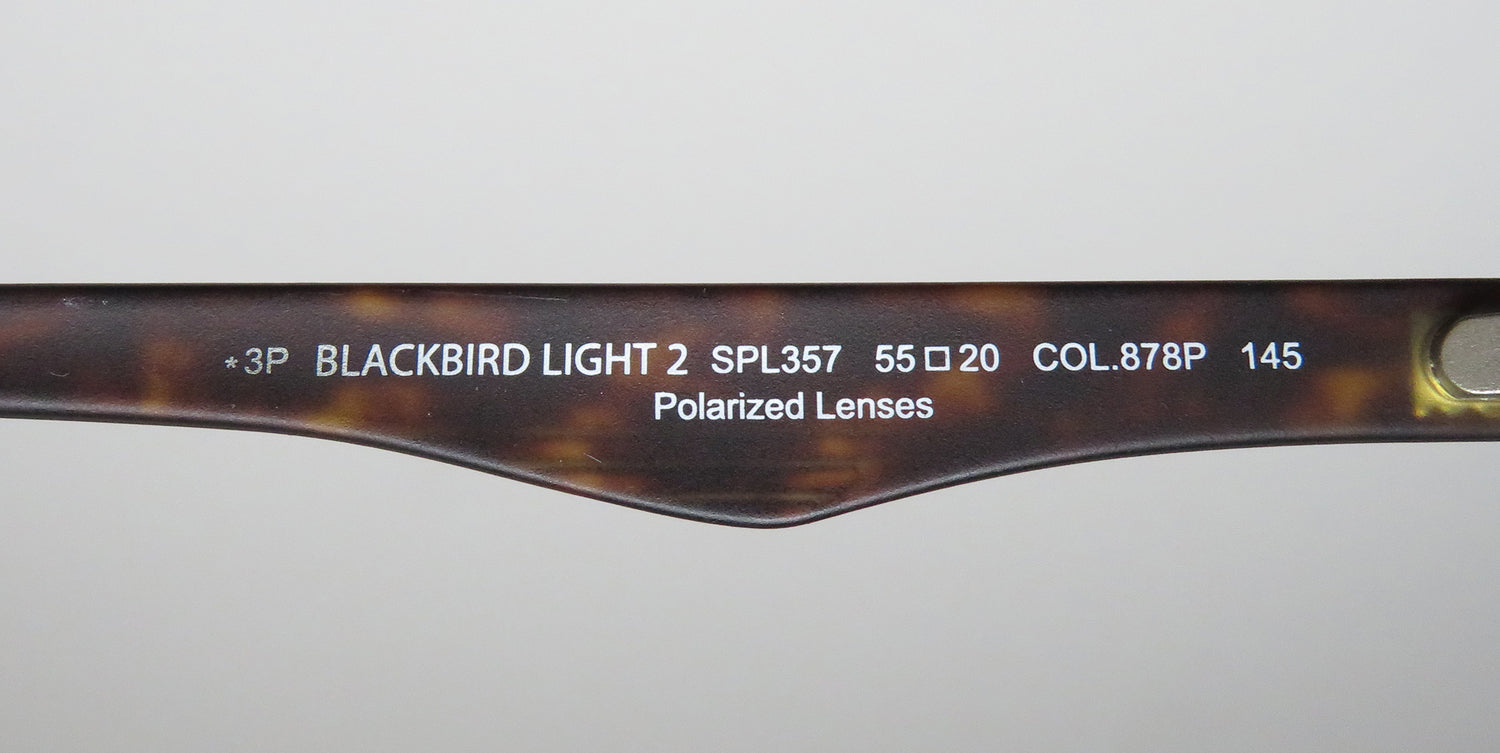 *3P BLACKBIRD LIGHT 2 SPL357 55□20 COL.878P 145
Polarized Lenses